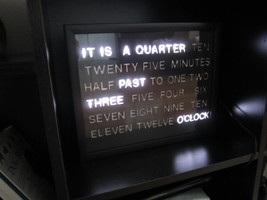 IT IS A QUARTER TEN
TWENTY FIVE MINUTES
HALF PAST TO ONE TWO
THREE FIVE FOUR SIX
SEVEN EIGHT NINE TEN
ELEVEN TWELVE O'CLOCK